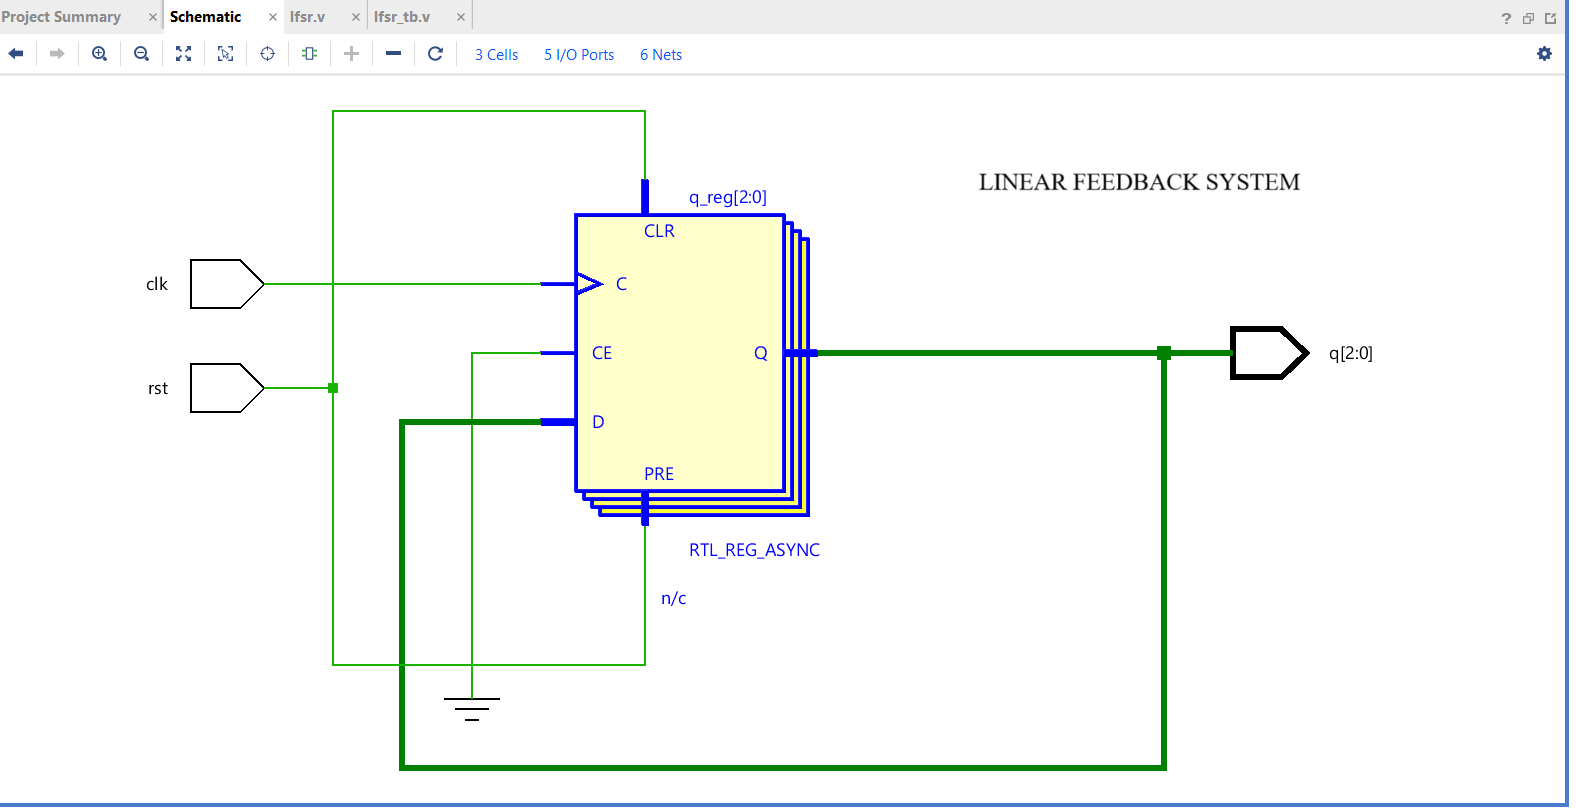 Project Summary × Schematic × lfsr.v × lfsr_tb.v × ?
3 Cells 5 I/O Ports 6 Nets
LINEAR FEEDBACK SYSTEM
q_reg[2:0]
CLR
clk
C
CE
Q
q[2:0]
rst
D
PRE
RTL_REG_ASYNC
n/c